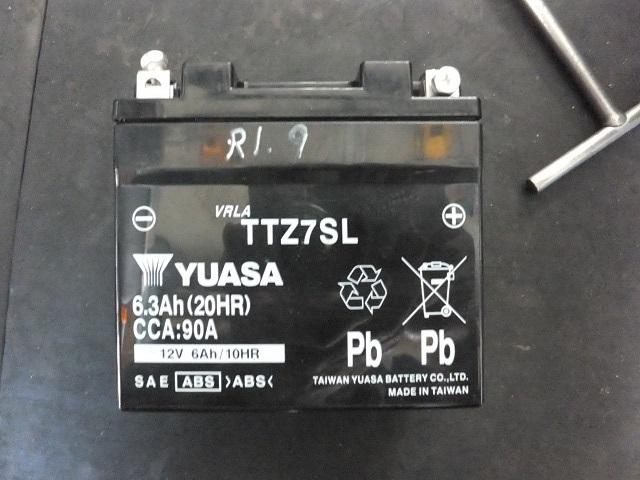 R1.9
VRLA
TTZ7SL
YUASA
6.3Ah(20HR)
CCA:90A
12V 6Ah/10HR
SAE ABS >ABS<
Pb Pb
TAIWAN YUASA BATTERY CO.,LTD.
MADE IN TAIWAN